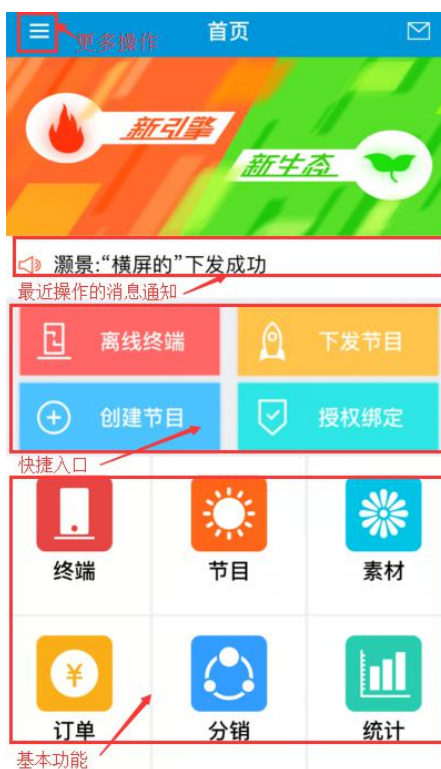 首页
更多操作
新引擎
新生态
灏景:“横屏的”下发成功
最近操作的消息通知
离线终端
下发节目
创建节目
授权绑定
快捷入口
终端
节目
素材
¥
订单
分销
统计
基本功能